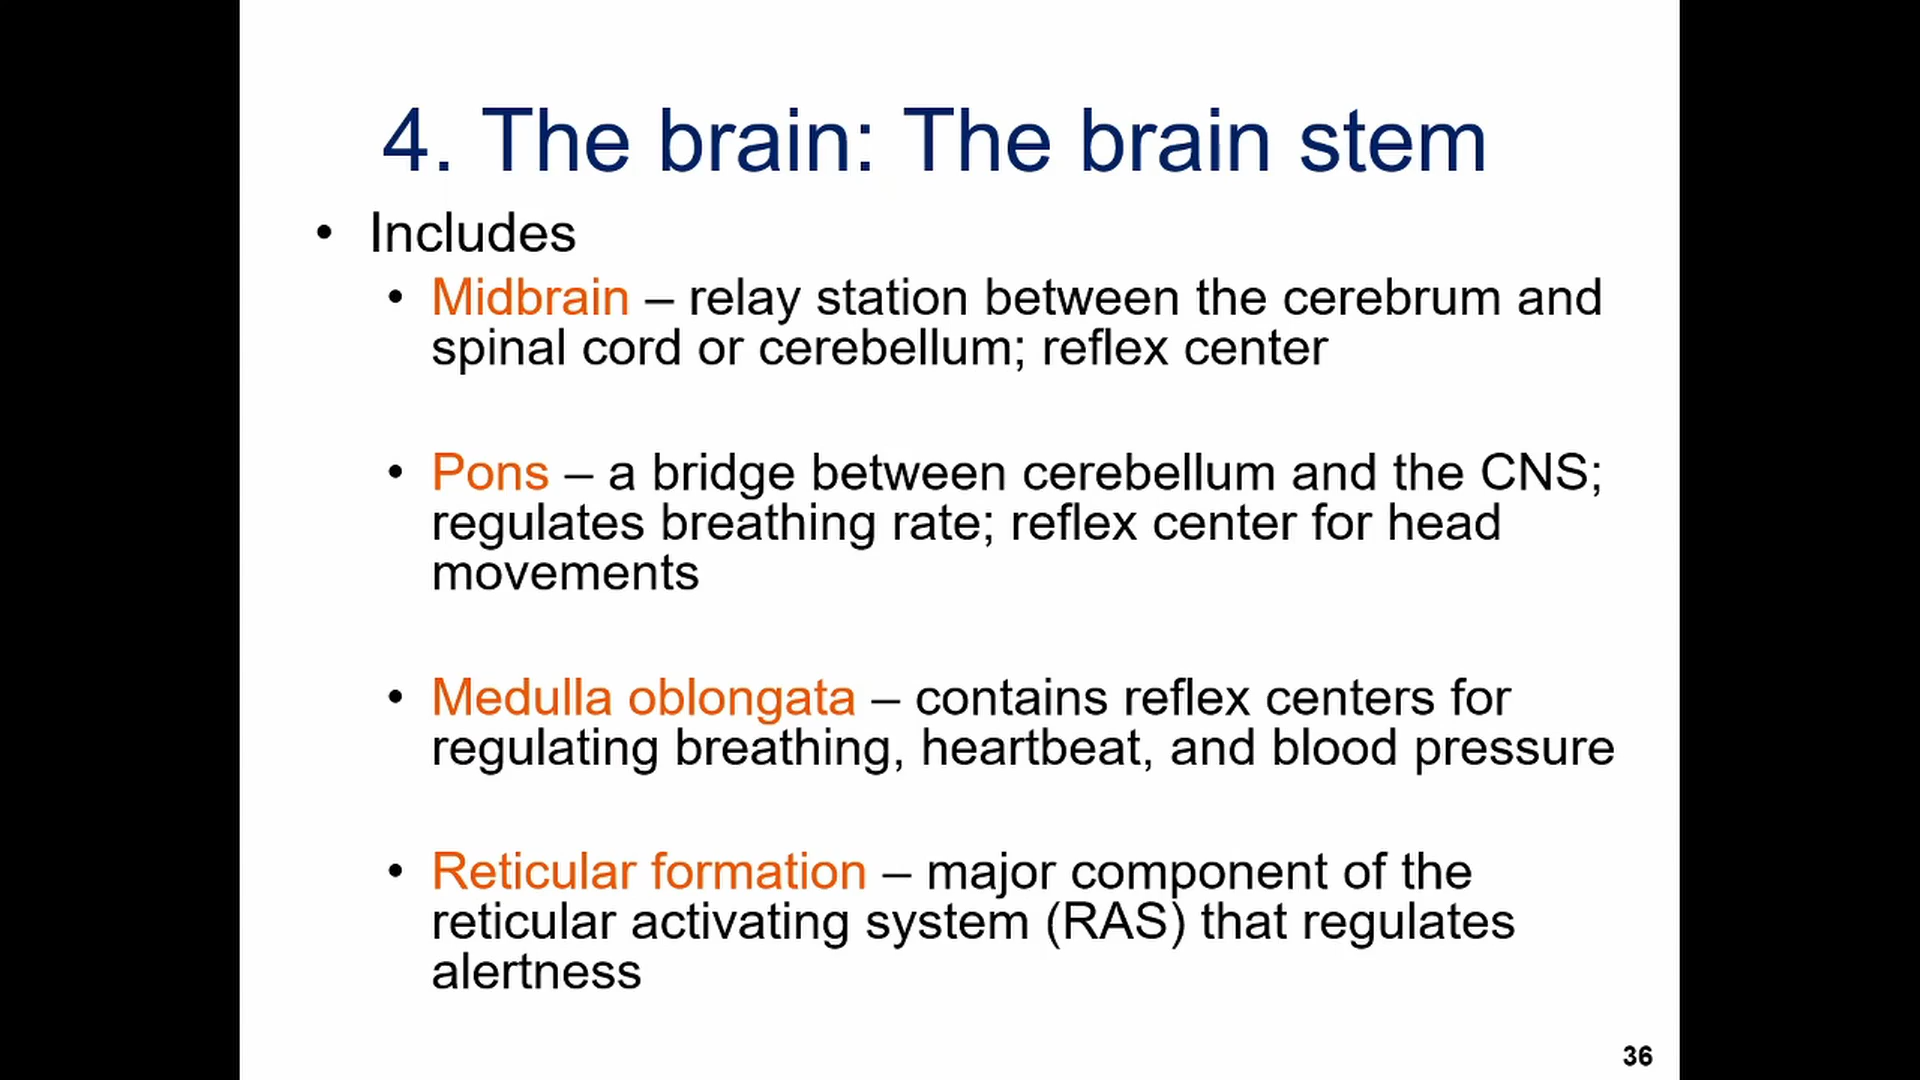 4. The brain: The brain stem
• Includes
• Midbrain – relay station between the cerebrum and
spinal cord or cerebellum; reflex center
• Pons – a bridge between cerebellum and the CNS;
regulates breathing rate; reflex center for head
movements
• Medulla oblongata – contains reflex centers for
regulating breathing, heartbeat, and blood pressure
• Reticular formation – major component of the
reticular activating system (RAS) that regulates
alertness
36